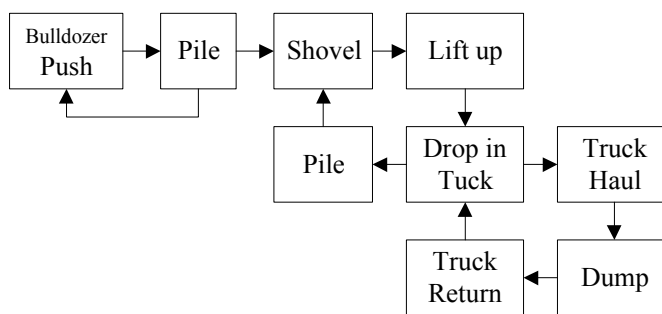 Bulldozer
Push
Pile
Shovel
Lift up
Pile
Drop in
Tuck
Truck
Haul
Truck
Return
Dump